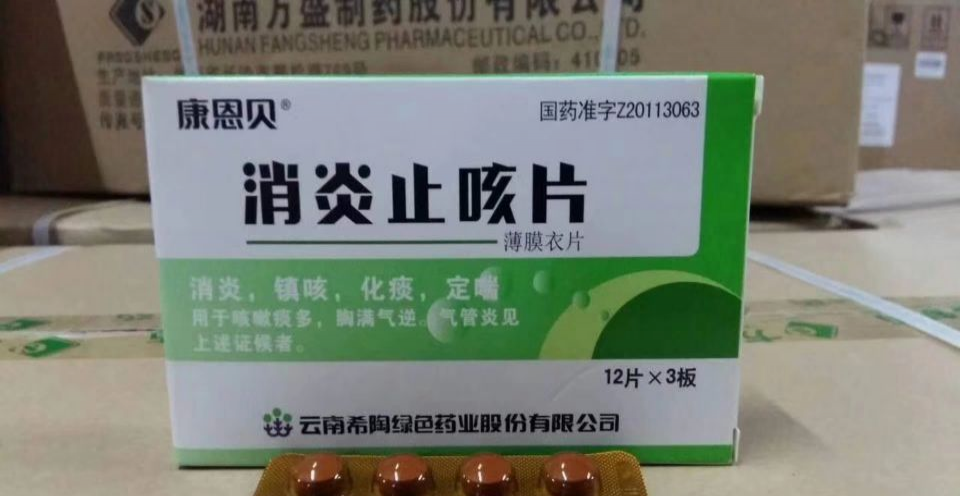 湖南方盛制药股份有限公司
HUNAN FANGSHENG PHARMACEUTICAL CO., LTD.
FANGSHENG
康恩贝®
国药准字Z20113063
消炎止咳片
薄膜衣片
消炎，镇咳，化痰，定喘
用于咳嗽痰多，胸满气逆。气管炎见
上述证候者。
12片×3板
云南希陶绿色药业股份有限公司